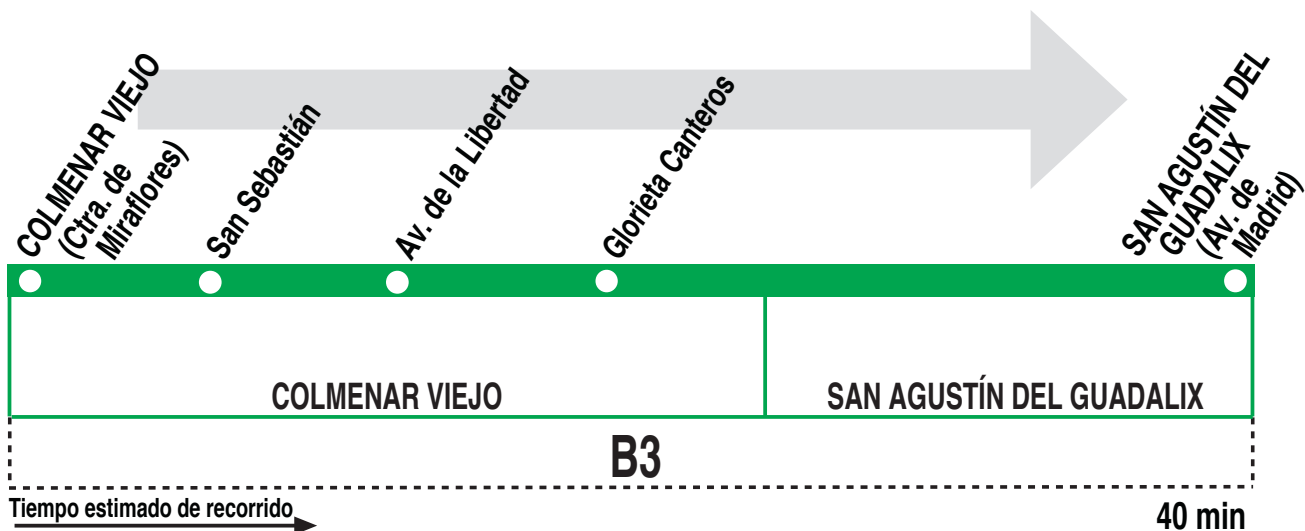 COLMENAR VIEJO
(Ctra. de
Miraflores)
San Sebastián
Av. de la Libertad
Glorieta Canteros
SAN AGUSTÍN DEL
GUADALIX
(Av. de
Madrid)
COLMENAR VIEJO
SAN AGUSTÍN DEL GUADALIX
B3
Tiempo estimado de recorrido
40 min